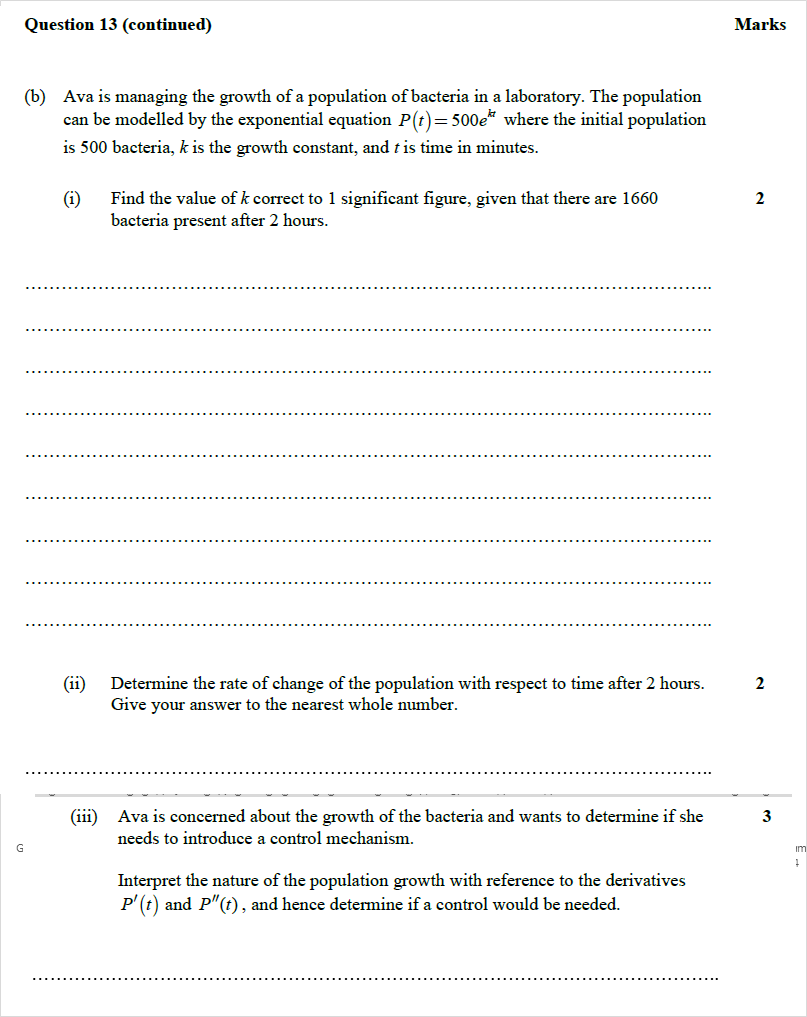 Question 13 (continued) Marks
(b) Ava is managing the growth of a population of bacteria in a laboratory. The population
can be modelled by the exponential equation P(t)=500e^{kt} where the initial population
is 500 bacteria, k is the growth constant, and t is time in minutes.
(i) Find the value of k correct to 1 significant figure, given that there are 1660 2
bacteria present after 2 hours.
(ii) Determine the rate of change of the population with respect to time after 2 hours. 2
Give your answer to the nearest whole number.
(iii) Ava is concerned about the growth of the bacteria and wants to determine if she 3
needs to introduce a control mechanism.
G
Interpret the nature of the population growth with reference to the derivatives
P′(t) and P″(t), and hence determine if a control would be needed.